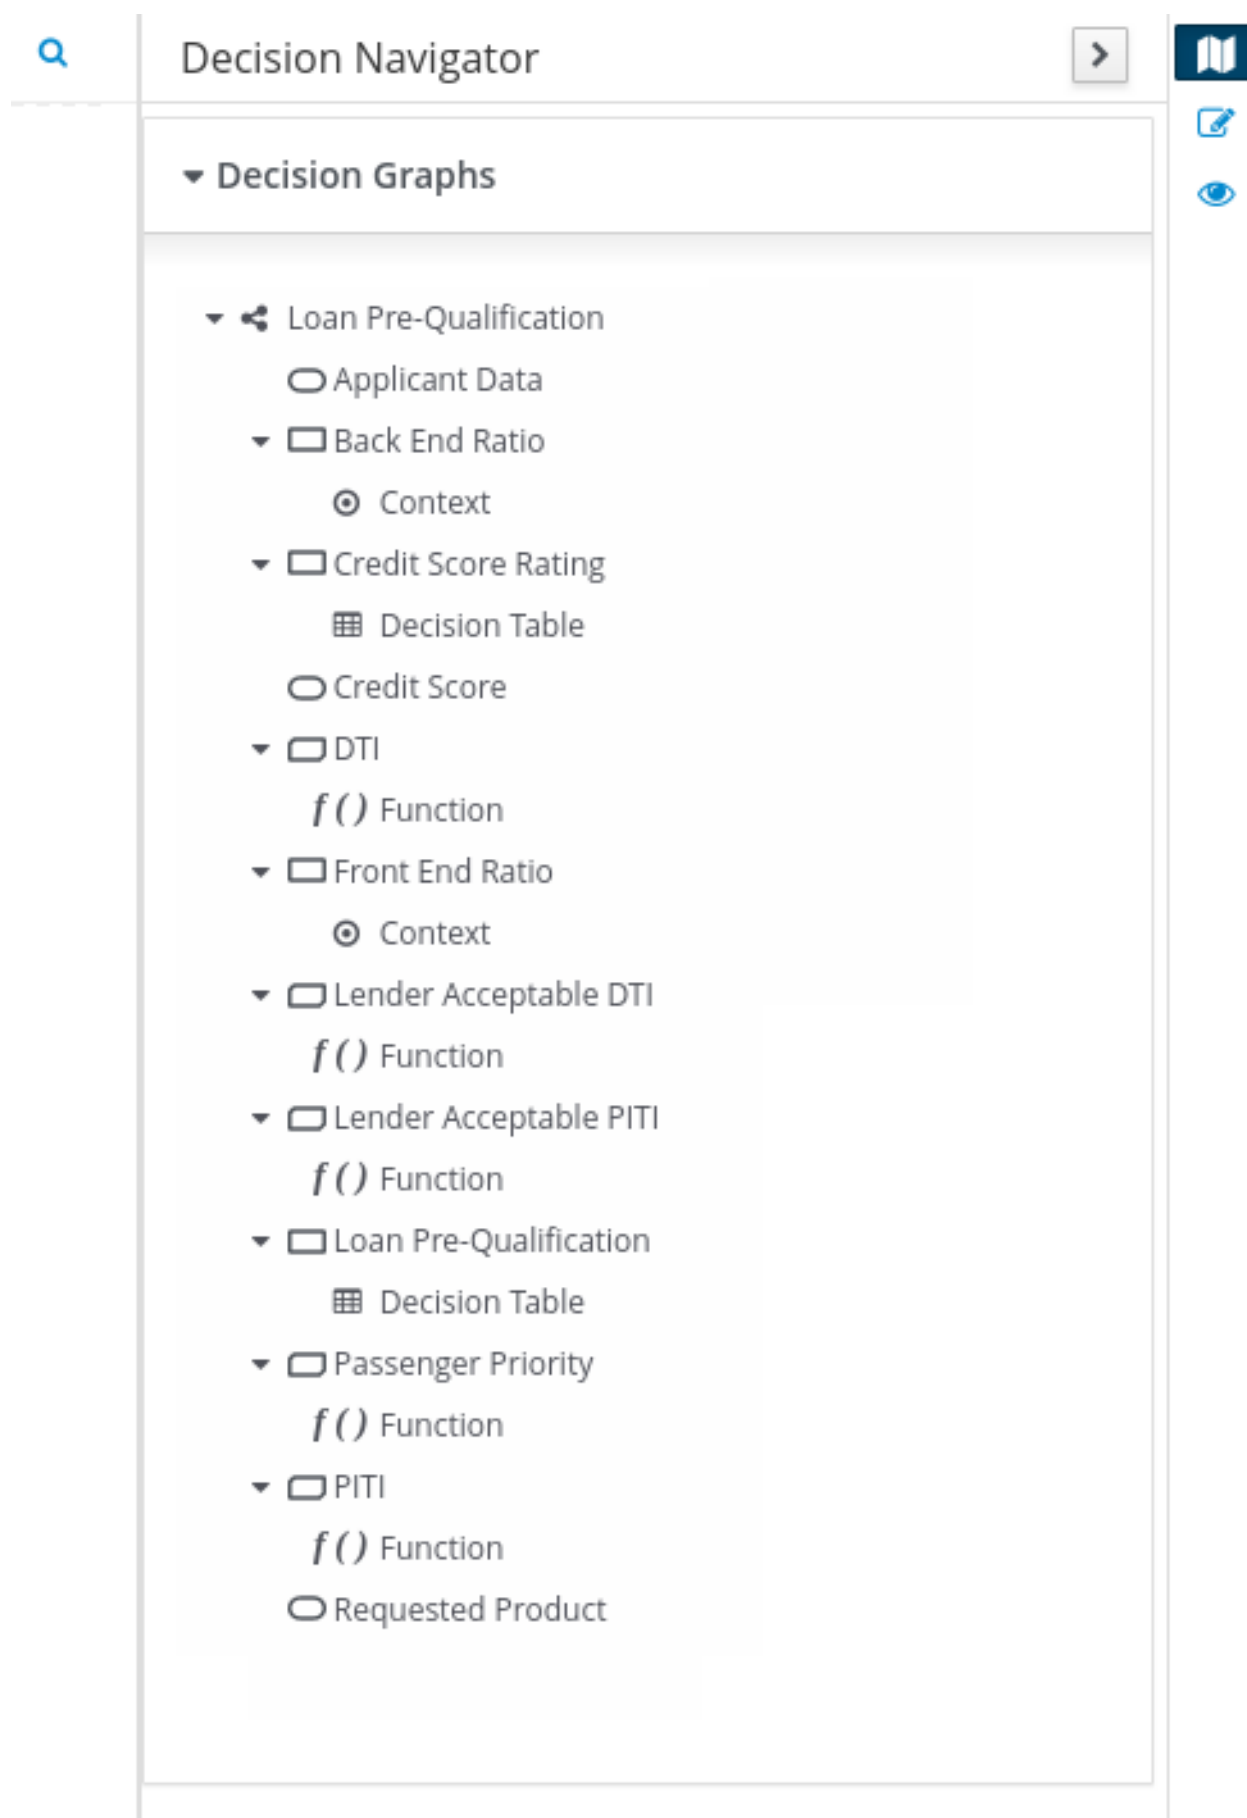 Decision Navigator
Decision Graphs
Loan Pre-Qualification
Applicant Data
Back End Ratio
Context
Credit Score Rating
Decision Table
Credit Score
DTI
f ( ) Function
Front End Ratio
Context
Lender Acceptable DTI
f ( ) Function
Lender Acceptable PITI
f ( ) Function
Loan Pre-Qualification
Decision Table
Passenger Priority
f ( ) Function
PITI
f ( ) Function
Requested Product